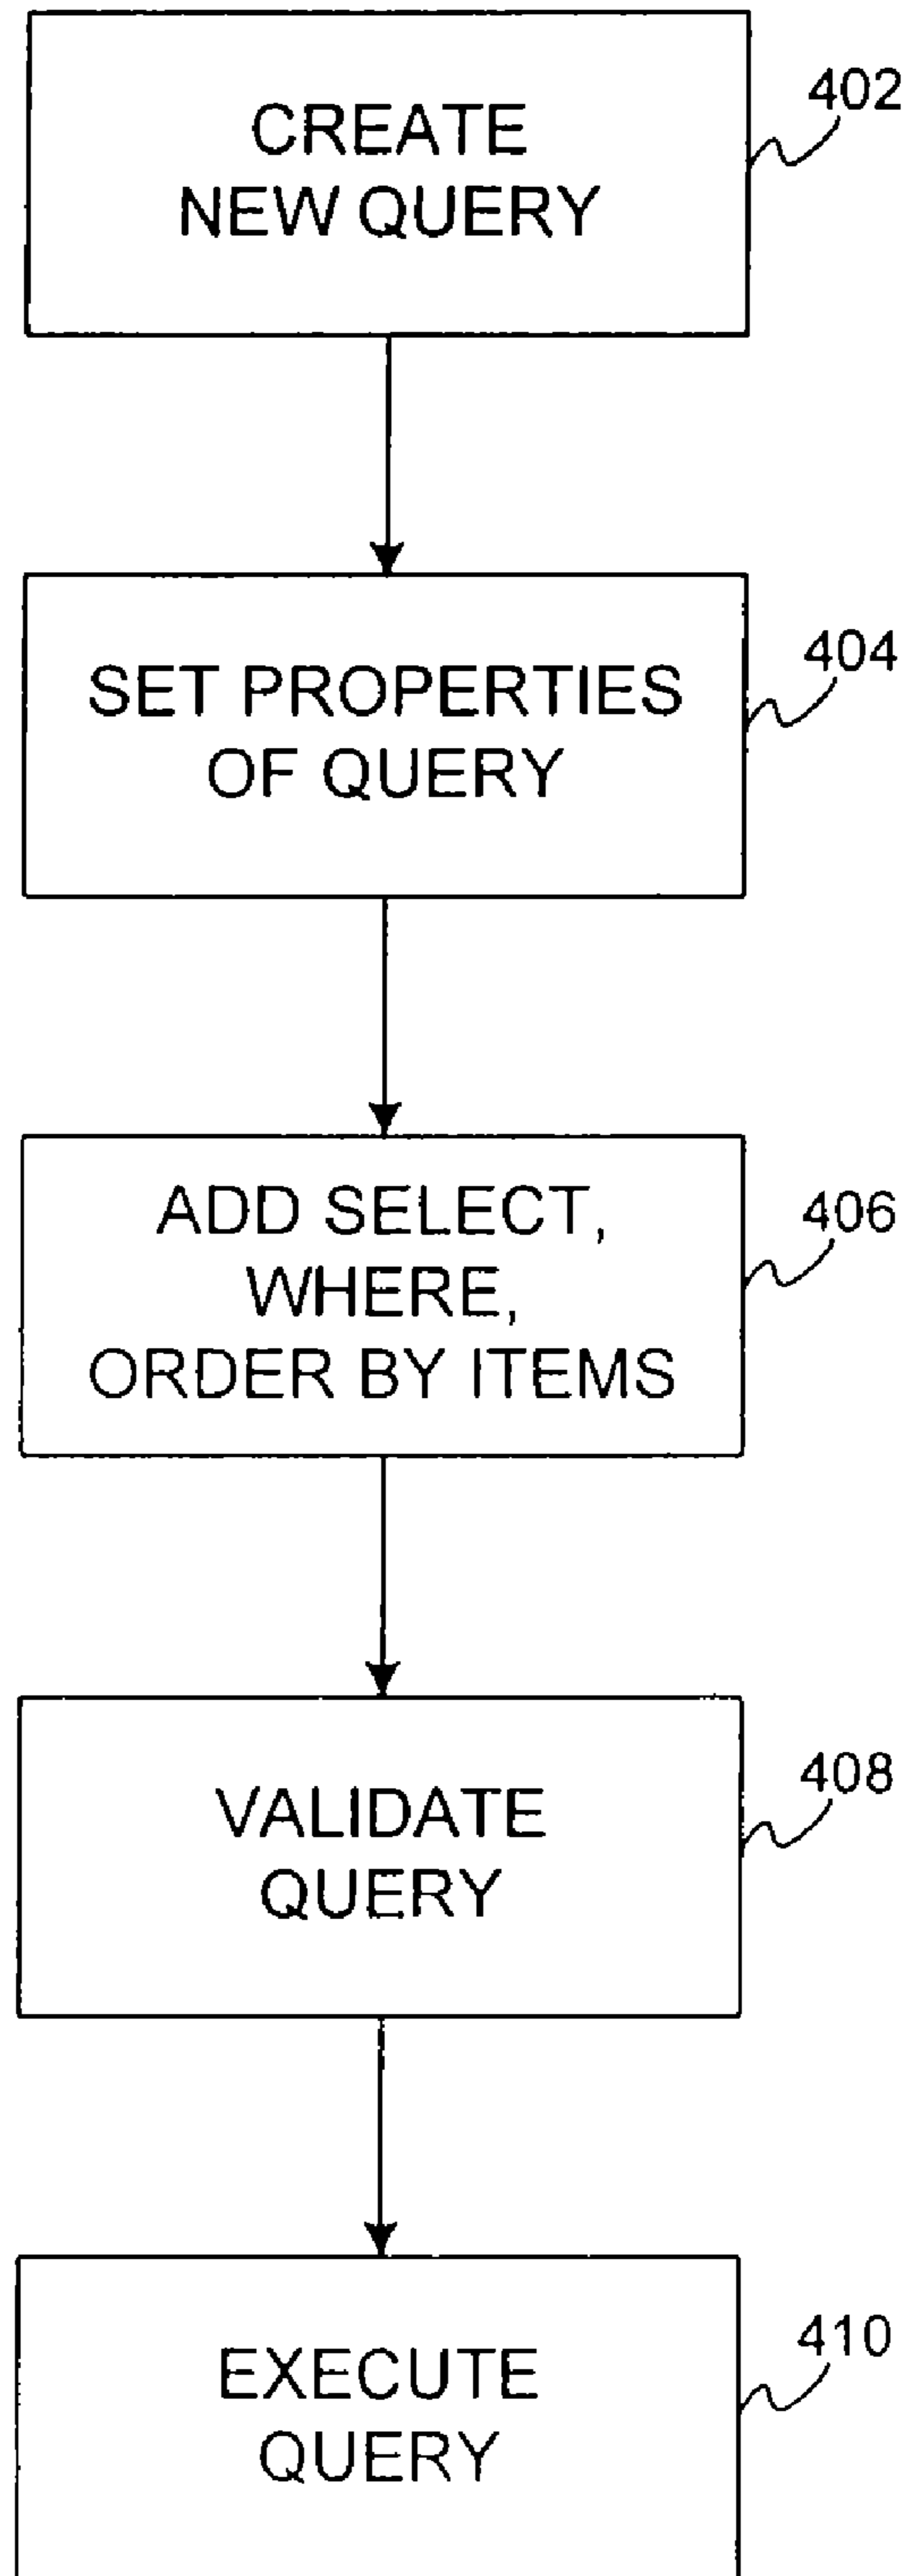 CREATE
NEW QUERY
402
SET PROPERTIES
OF QUERY
404
ADD SELECT,
WHERE,
ORDER BY ITEMS
406
VALIDATE
QUERY
408
EXECUTE
QUERY
410